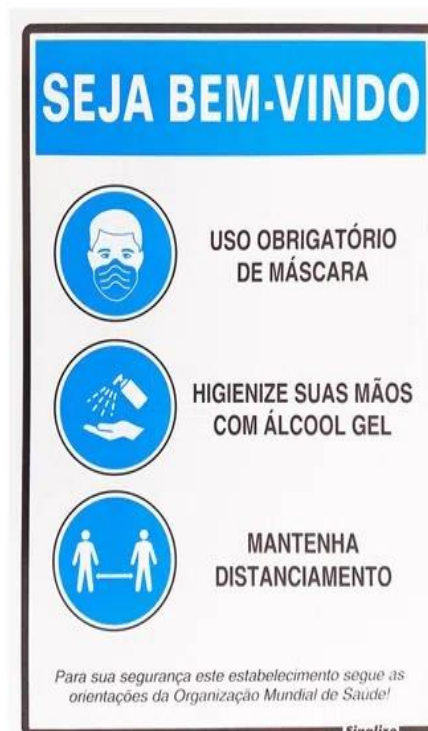 SEJA BEM-VINDO
USO OBRIGATÓRIO
DE MÁSCARA
HIGIENIZE SUAS MÃOS
COM ÁLCOOL GEL
MANTENHA
DISTANCIAMENTO
Para sua segurança este estabelecimento segue as
orientações da Organização Mundial de Saúde!
Sinalize